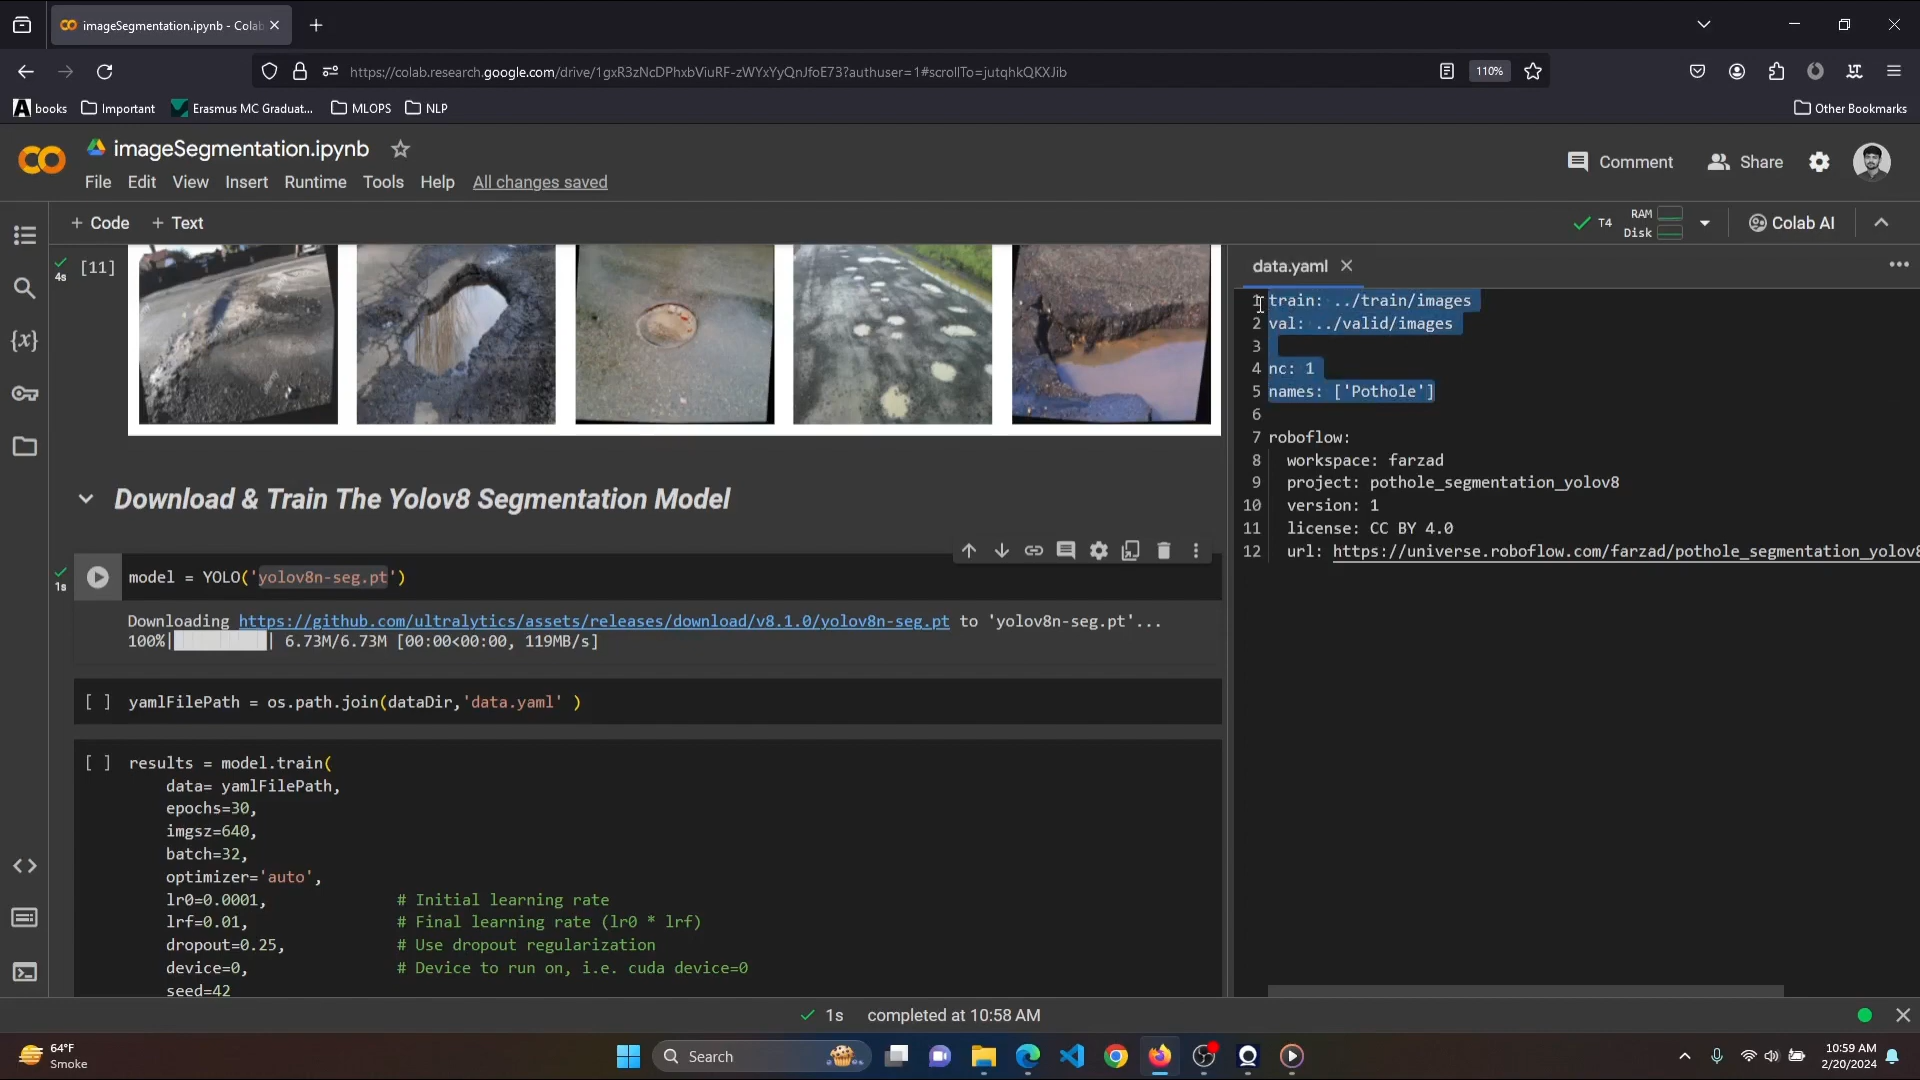 imageSegmentation.ipynb - Colab
https://colab.research.google.com/drive/1gxR3zNcDPhxbViuRF-zWYxYyQnJfoE73?authuser=1#scrollTo=jutqhkQKXJib
110%
books
Important
Erasmus MC Graduat...
MLOPS
NLP
Other Bookmarks
imageSegmentation.ipynb
Comment
Share
File Edit View Insert Runtime Tools Help All changes saved
+ Code + Text
T4
RAM
Disk
Colab AI
4s
[11]
data.yaml
1 train: ../train/images
2 val: ../valid/images
3
4 nc: 1
5 names: ['Pothole']
6
7 roboflow:
8 workspace: farzad
9 project: pothole_segmentation_yolov8
10 version: 1
11 license: CC BY 4.0
12 url: https://universe.roboflow.com/farzad/pothole_segmentation_yolov8
Download & Train The Yolov8 Segmentation Model
1s
model = YOLO('yolov8n-seg.pt')
Downloading https://github.com/ultralytics/assets/releases/download/v8.1.0/yolov8n-seg.pt to 'yolov8n-seg.pt'...
100%|██████████| 6.73M/6.73M [00:00<00:00, 119MB/s]
[ ] yamlFilePath = os.path.join(dataDir,'data.yaml' )
[ ] results = model.train(
data= yamlFilePath,
epochs=30,
imgsz=640,
batch=32,
optimizer='auto',
lr0=0.0001, # Initial learning rate
lrf=0.01, # Final learning rate (lr0 * lrf)
dropout=0.25, # Use dropout regularization
device=0, # Device to run on, i.e. cuda device=0
seed=42
1s completed at 10:58 AM
64°F
Smoke
Search
10:59 AM
2/20/2024